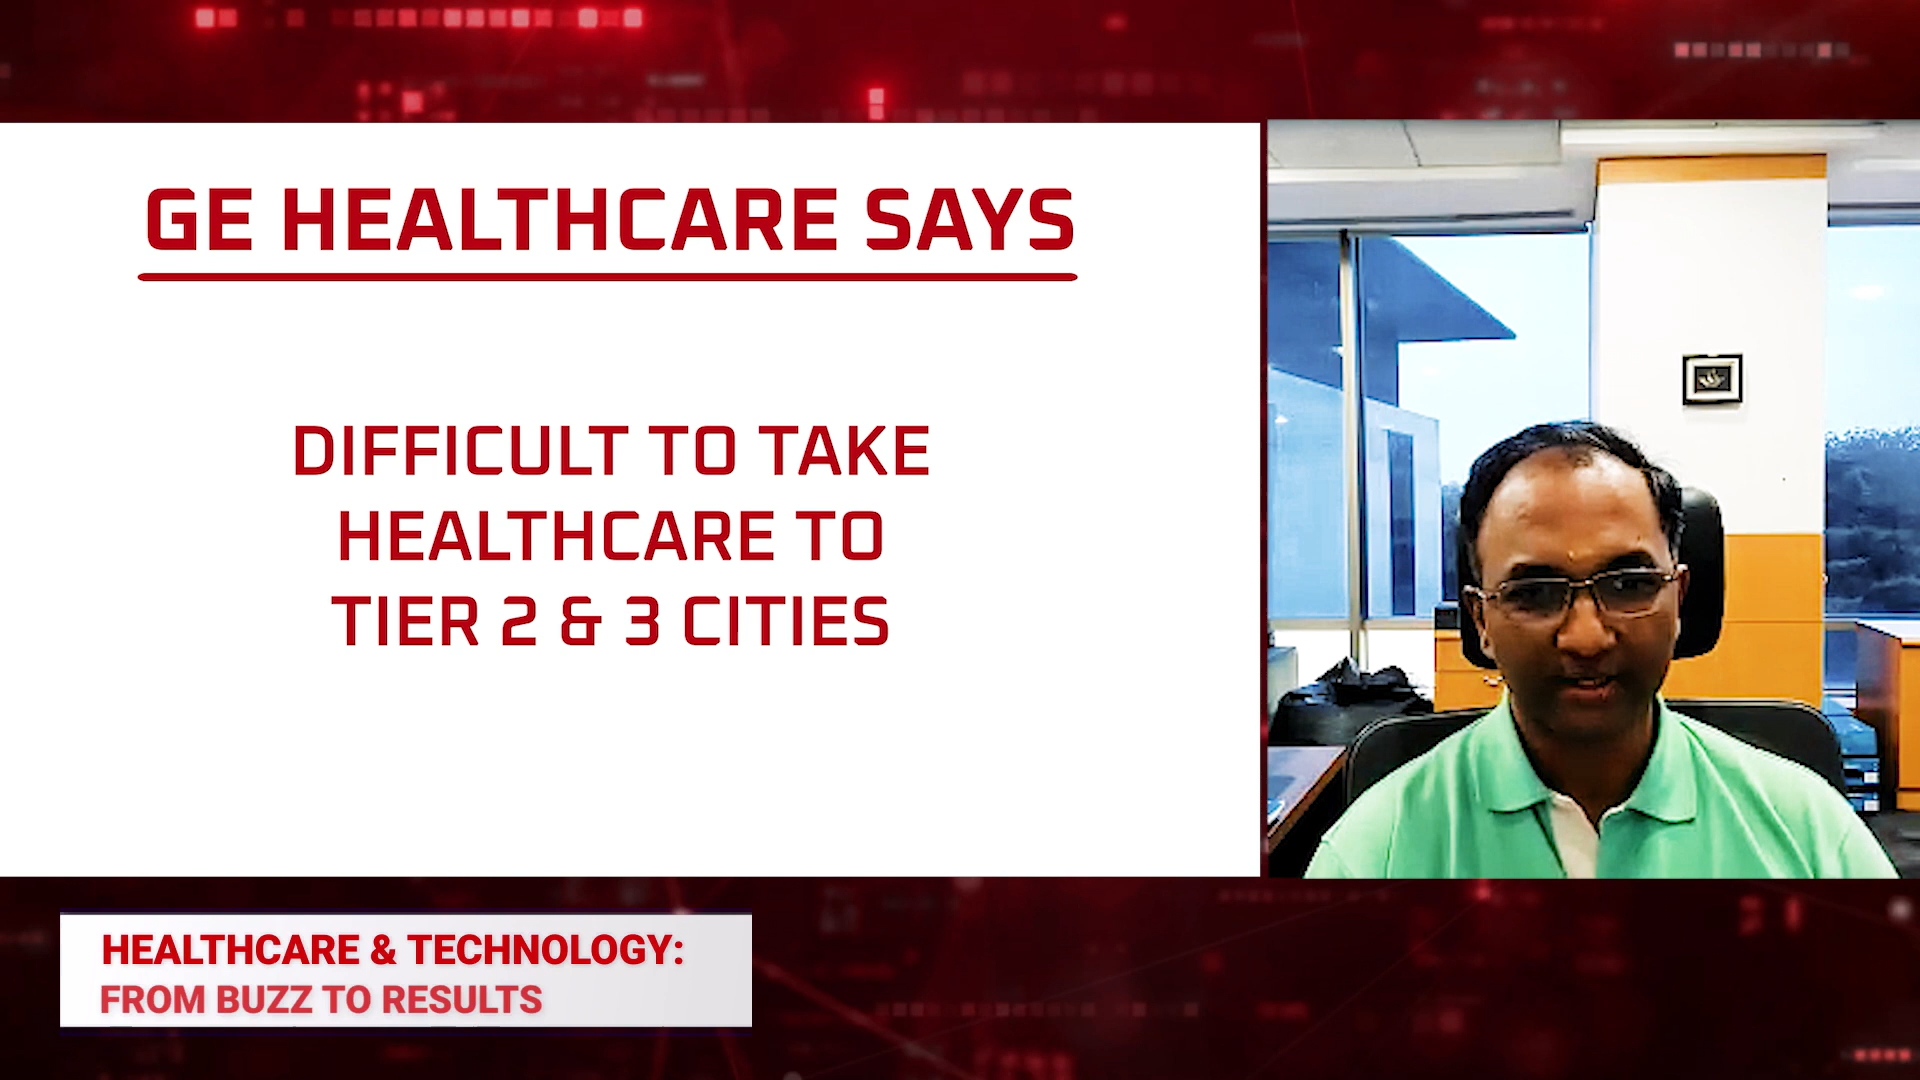 GE HEALTHCARE SAYS
DIFFICULT TO TAKE
HEALTHCARE TO
TIER 2 & 3 CITIES
HEALTHCARE & TECHNOLOGY:
FROM BUZZ TO RESULTS